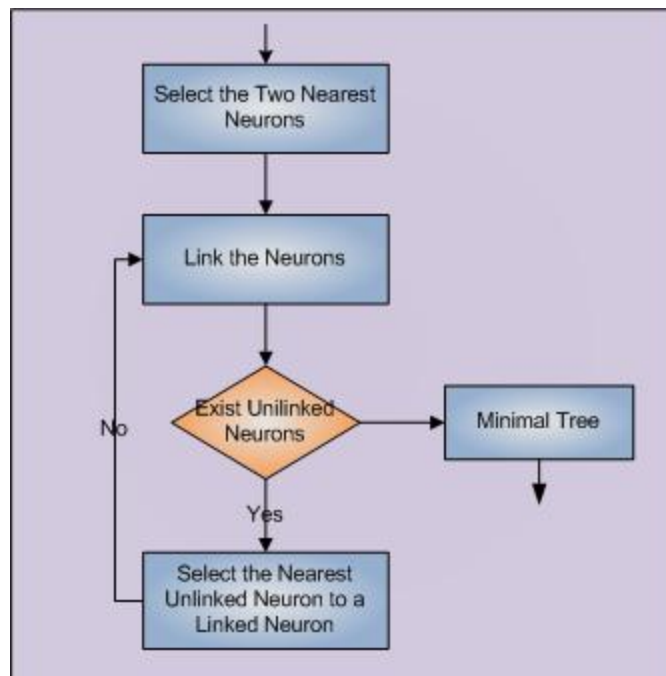 Select the Two Nearest
Neurons
Link the Neurons
Exist Unilinked
Neurons
Minimal Tree
No
Yes
Select the Nearest
Unlinked Neuron to a
Linked Neuron